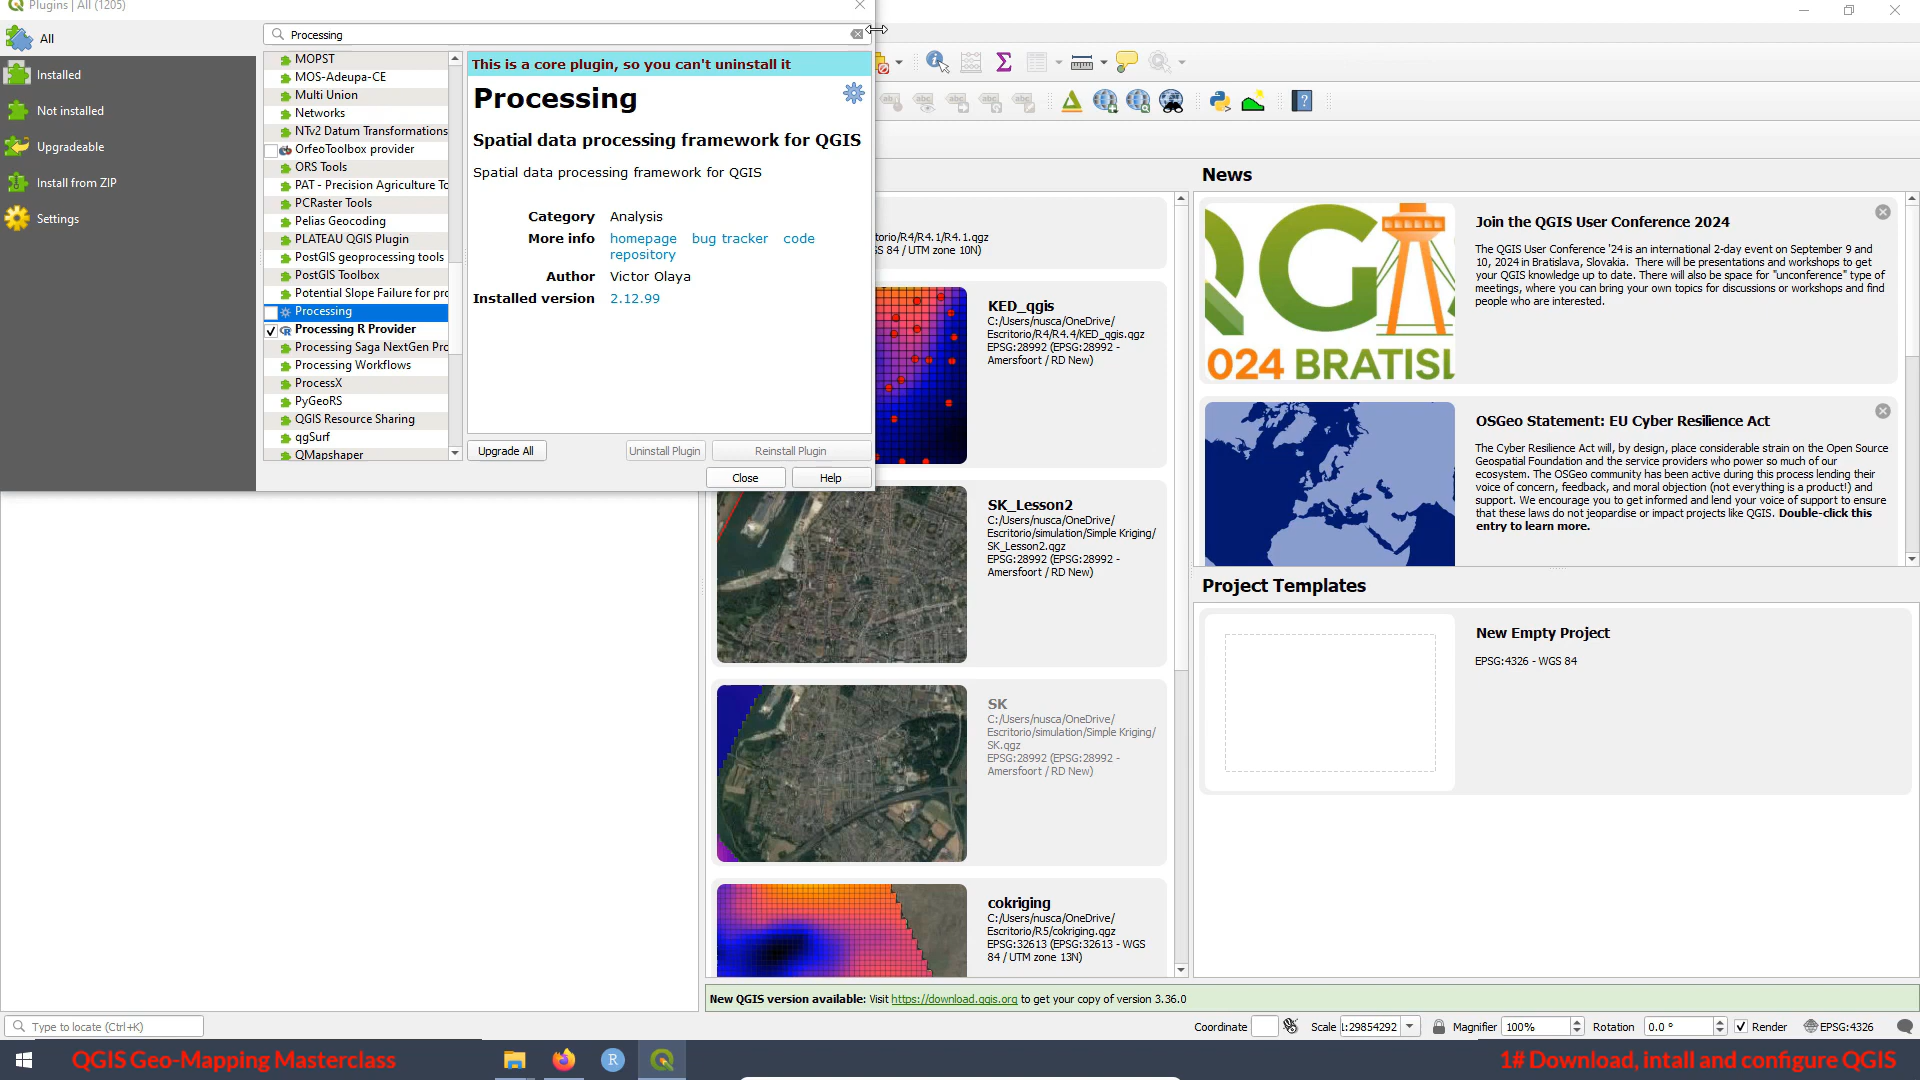 Plugins | All (1205)
All
Installed
Not installed
Upgradeable
Install from ZIP
Settings
Processing
MOPST
MOS-Adeupa-CE
Multi Union
Networks
NTv2 Datum Transformations
OrfeoToolbox provider
ORS Tools
PAT - Precision Agriculture To
PCRaster Tools
Pelias Geocoding
PLATEAU QGIS Plugin
PostGIS geoprocessing tools
PostGIS Toolbox
Potential Slope Failure for pro
Processing
Processing R Provider
Processing Saga NextGen Pro
Processing Workflows
ProcessX
PyGeoRS
QGIS Resource Sharing
qgSurf
QMapshaper
This is a core plugin, so you can't uninstall it
Processing
Spatial data processing framework for QGIS
Spatial data processing framework for QGIS
Category Analysis
More info homepage bug tracker code
repository
Author Victor Olaya
Installed version 2.12.99
Upgrade All
Uninstall Plugin
Reinstall Plugin
Close
Help
torio/R4/R4.1/R4.1.qgz
S 84 / UTM zone 10N)
KED_qgis
C:/Users/nusca/OneDrive/
Escritorio/R4/R4.4/KED_qgis.qgz
EPSG:28992 (EPSG:28992 -
Amersfoort / RD New)
SK_Lesson2
C:/Users/nusca/OneDrive/
Escritorio/simulation/Simple Kriging/
SK_Lesson2.qgz
EPSG:28992 (EPSG:28992 -
Amersfoort / RD New)
SK
C:/Users/nusca/OneDrive/
Escritorio/simulation/Simple Kriging/
SK.qgz
EPSG:28992 (EPSG:28992 -
Amersfoort / RD New)
cokriging
C:/Users/nusca/OneDrive/
Escritorio/R5/cokriging.qgz
EPSG:32613 (EPSG:32613 - WGS
84 / UTM zone 13N)
News
QGA
024 BRATISL
Join the QGIS User Conference 2024
The QGIS User Conference '24 is an international 2-day event on September 9 and
10, 2024 in Bratislava, Slovakia. There will be presentations and workshops to get
your QGIS knowledge up to date. There will also be space for "unconference" type of
meetings, where you can bring your own topics for discussions or workshops and find
people who are interested.
OSGeo Statement: EU Cyber Resilience Act
The Cyber Resilience Act will, by design, place considerable strain on the Open Source
Geospatial Foundation and the service providers who power so much of our
ecosystem. The OSGeo community has been active during this process lending their
voice of concern, feedback, and moral objection (not everything is a product!) and
support. We encourage you to get informed and lend your voice of support to ensure
that these laws do not jeopardise or impact projects like QGIS. Double-click this
entry to learn more.
Project Templates
New Empty Project
EPSG:4326 - WGS 84
New QGIS version available: Visit https://download.qgis.org to get your copy of version 3.36.0
Type to locate (Ctrl+K)
Coordinate
Scale 1:29854292
Magnifier 100%
Rotation 0.0 °
Render
EPSG:4326
QGIS Geo-Mapping Masterclass
1# Download, intall and configure QGIS